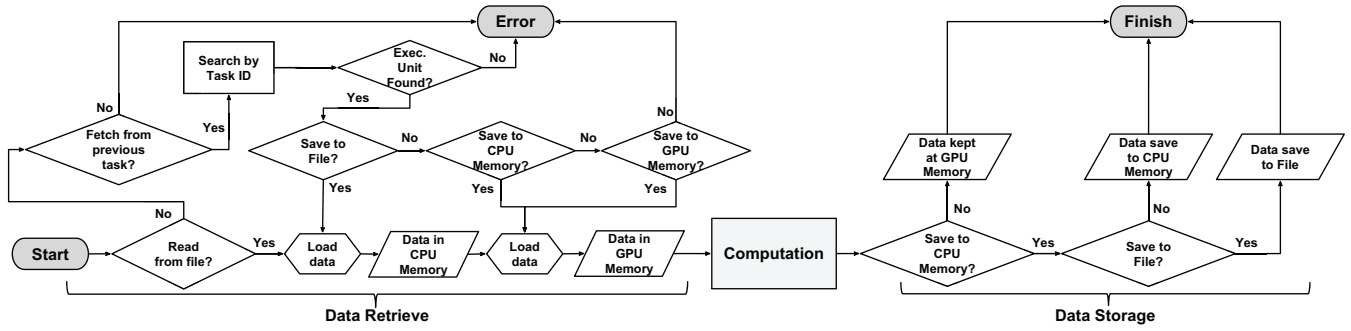 Error
Finish
Search by
Task ID
Exec.
Unit
Found?
No
Yes
No
Yes
Fetch from
previous
task?
Save to
File?
No
Save to
CPU
Memory?
No
Save to
GPU
Memory?
No
Data kept
at GPU
Memory
Data save
to CPU
Memory
Data save
to File
Yes
Yes
Yes
No
No
No
Start
Read
from file?
Yes
Load
data
Data in
CPU
Memory
Load
data
Data in
GPU
Memory
Computation
Save to
CPU
Memory?
Yes
Save to
File?
Yes
Data Retrieve
Data Storage